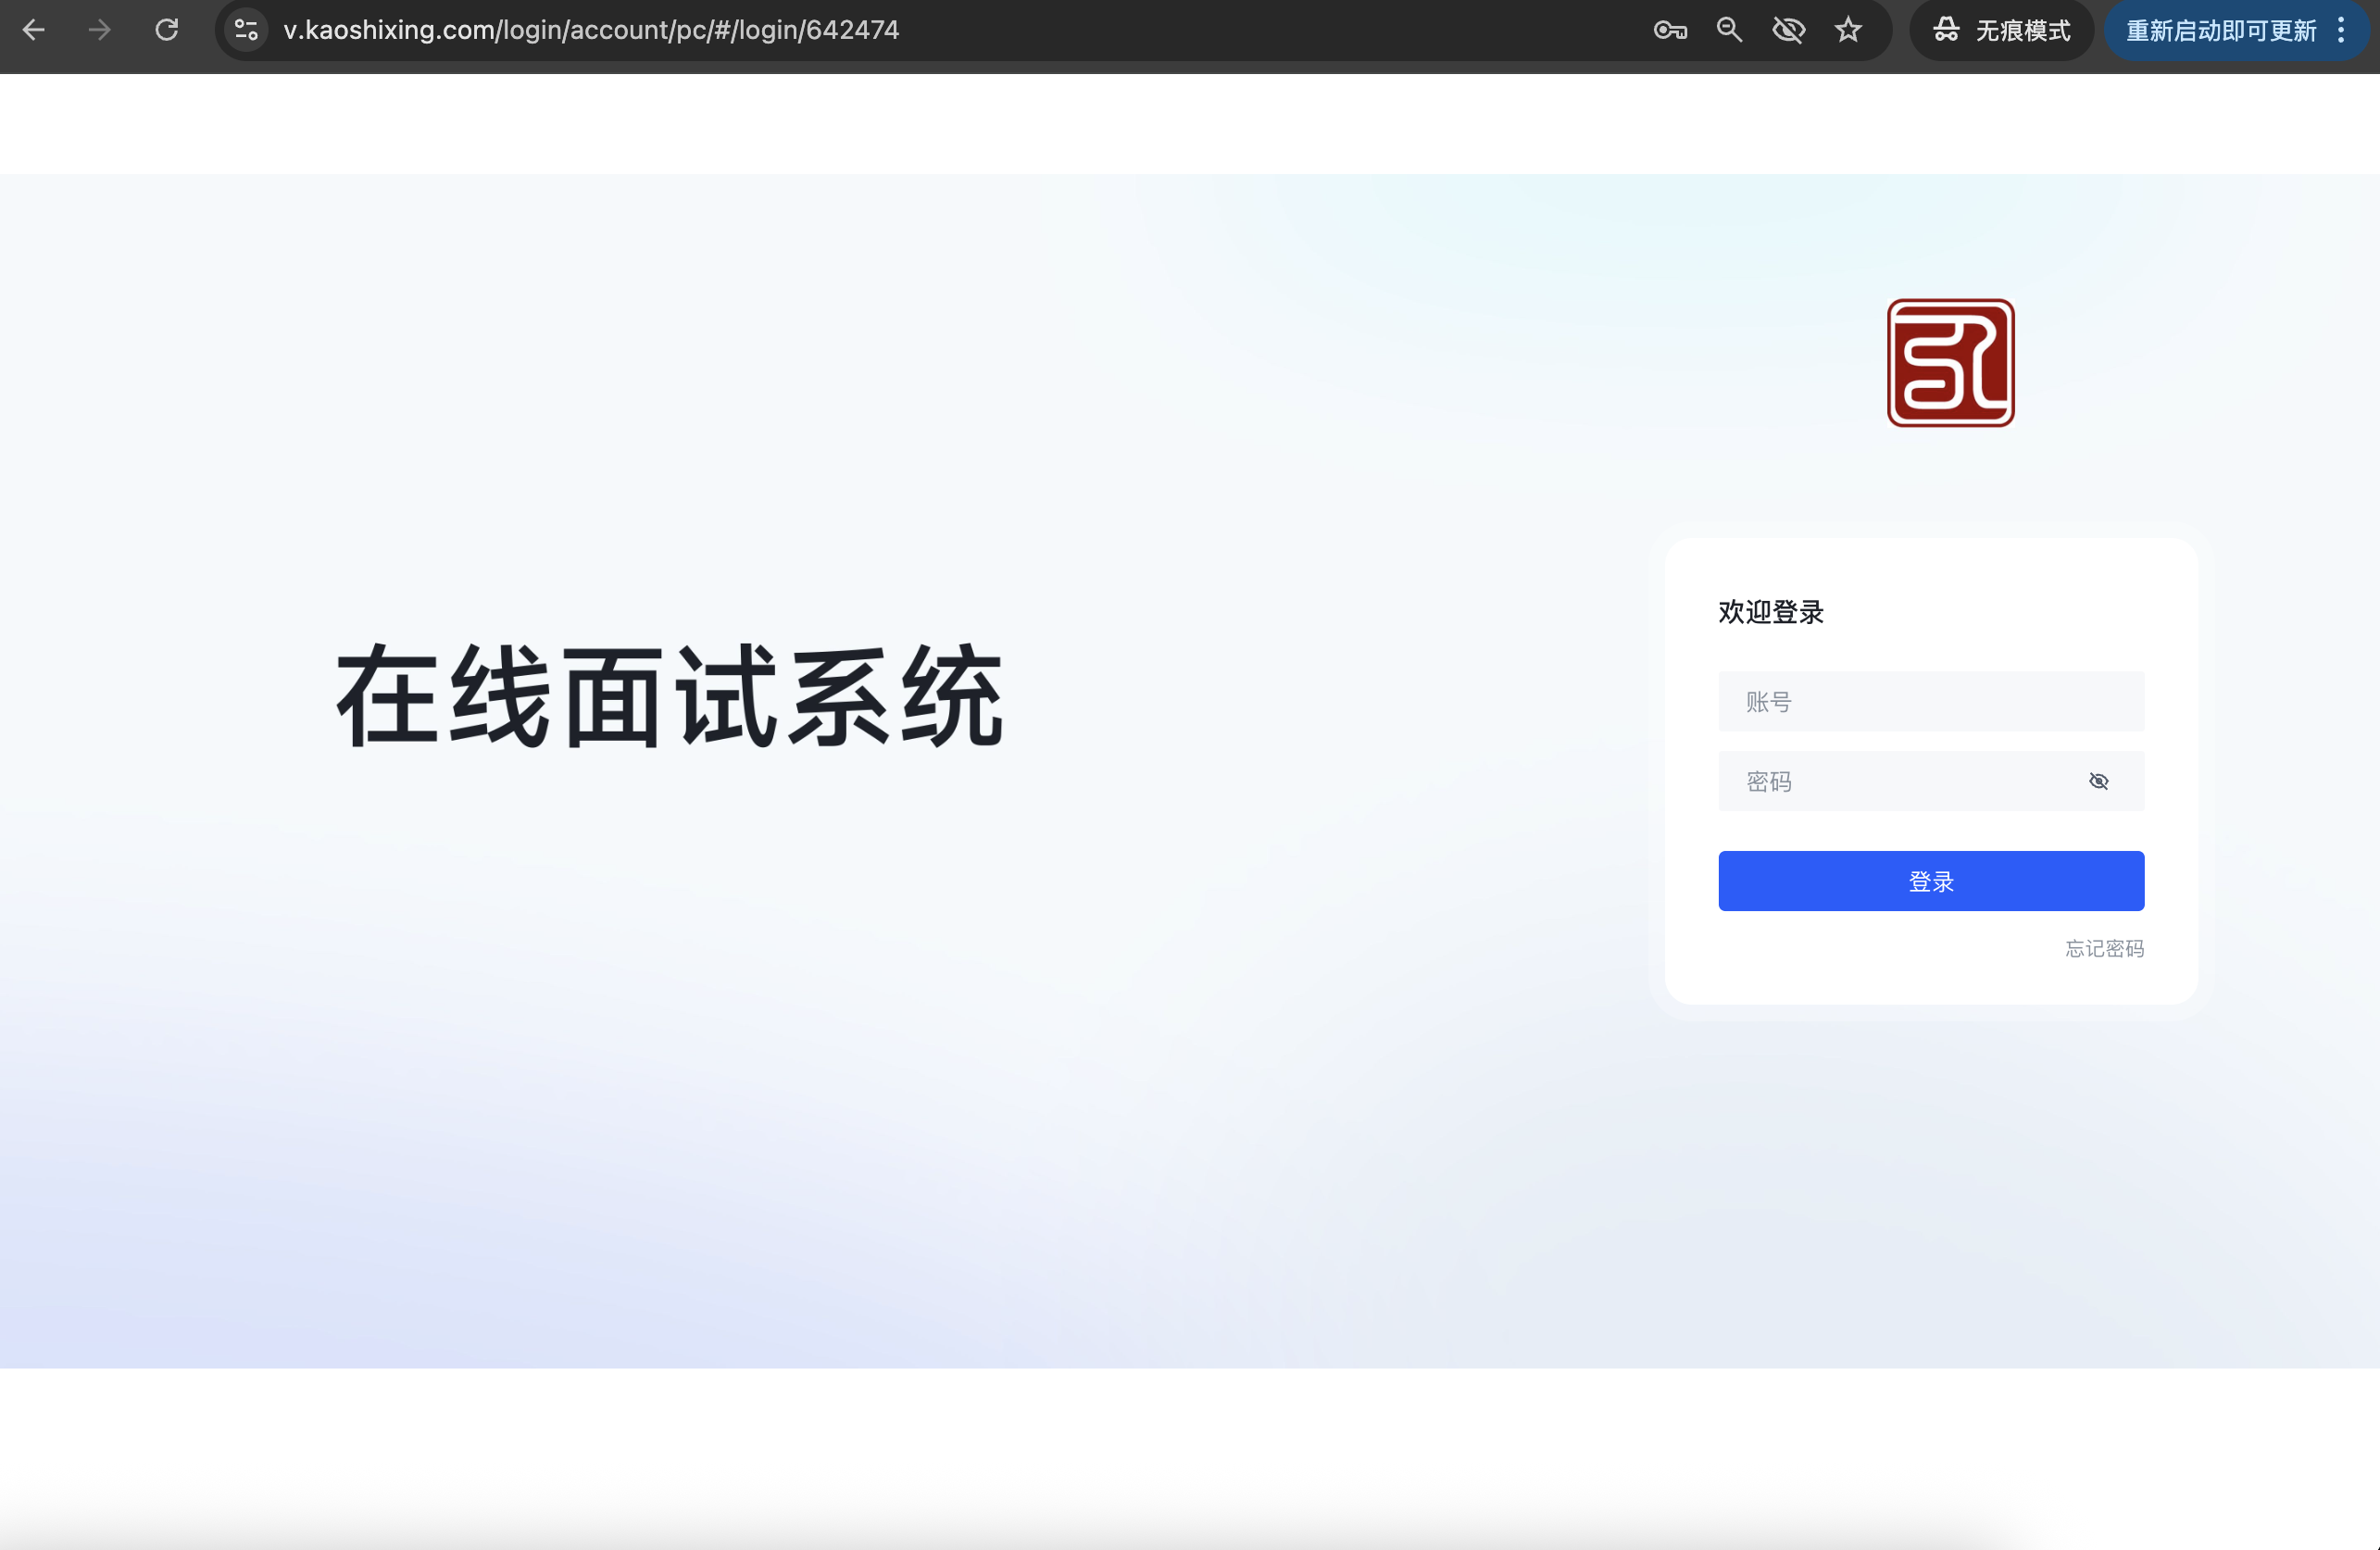 v.kaoshixing.com/login/account/pc/#/login/642474
无痕模式
重新启动即可更新
在线面试系统
欢迎登录
账号
密码
登录
忘记密码